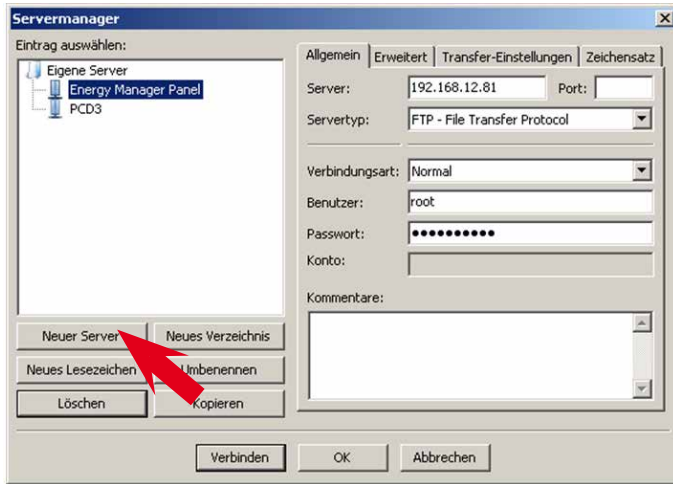 Servermanager
Eintrag auswählen:
Eigene Server
Energy Manager Panel
PCD3
Neuer Server
Neues Verzeichnis
Neues Lesezeichen
Umbenennen
Löschen
Kopieren
Allgemein Erweitert Transfer-Einstellungen Zeichensatz
Server: 192.168.12.81 Port:
Servertyp: FTP - File Transfer Protocol
Verbindungsart: Normal
Benutzer: root
Passwort: ●●●●●●●●●●
Konto:
Kommentare:
Verbinden OK Abbrechen